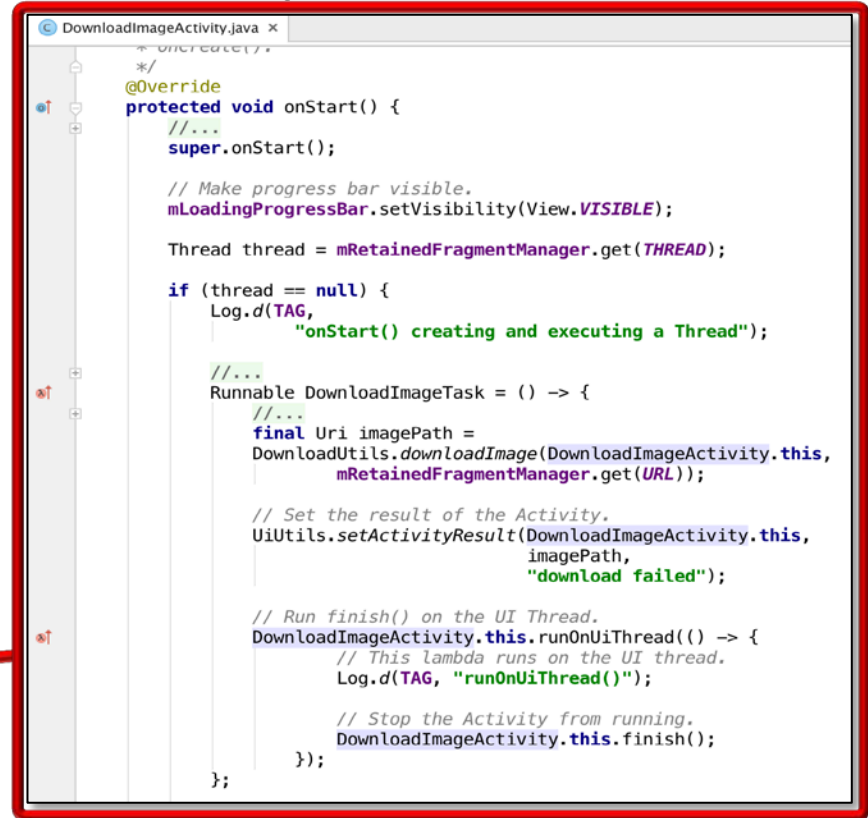 DownloadImageActivity.java ×
* onCreate().
*/
@Override
protected void onStart() {
//...
super.onStart();
// Make progress bar visible.
mLoadingProgressBar.setVisibility(View.VISIBLE);
Thread thread = mRetainedFragmentManager.get(THREAD);
if (thread == null) {
Log.d(TAG,
"onStart() creating and executing a Thread");
//...
Runnable DownloadImageTask = () -> {
//...
final Uri imagePath =
DownloadUtils.downloadImage(DownloadImageActivity.this,
mRetainedFragmentManager.get(URL));
// Set the result of the Activity.
UiUtils.setActivityResult(DownloadImageActivity.this,
imagePath,
"download failed");
// Run finish() on the UI Thread.
DownloadImageActivity.this.runOnUiThread(() -> {
// This lambda runs on the UI thread.
Log.d(TAG, "runOnUiThread()");
// Stop the Activity from running.
DownloadImageActivity.this.finish();
});
};